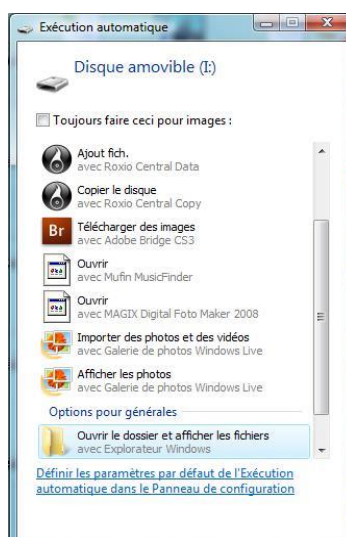 Exécution automatique
Disque amovible (I:)
Toujours faire ceci pour images :
Ajout fich.
avec Roxio Central Data
Copier le disque
avec Roxio Central Copy
Br
Télécharger des images
avec Adobe Bridge CS3
Ouvrir
avec Mufin MusicFinder
Ouvrir
avec MAGIX Digital Foto Maker 2008
Importer des photos et des vidéos
avec Galerie de photos Windows Live
Afficher les photos
avec Galerie de photos Windows Live
Options pour générales
Ouvrir le dossier et afficher les fichiers
avec Explorateur Windows
Définir les paramètres par défaut de l'Exécution
automatique dans le Panneau de configuration